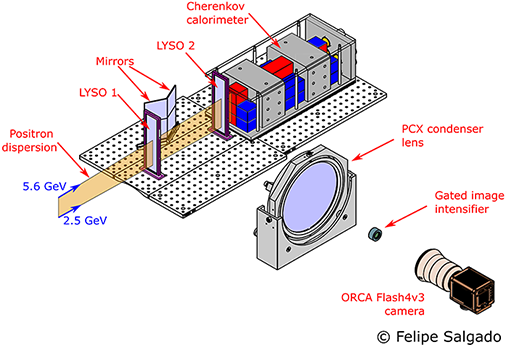 Cherenkov
calorimeter
LYSO 2
Mirrors
LYSO 1
Positron
dispersion
PCX condenser
lens
5.6 GeV
Gated image
intensifier
2.5 GeV
ORCA Flash4v3
camera
© Felipe Salgado